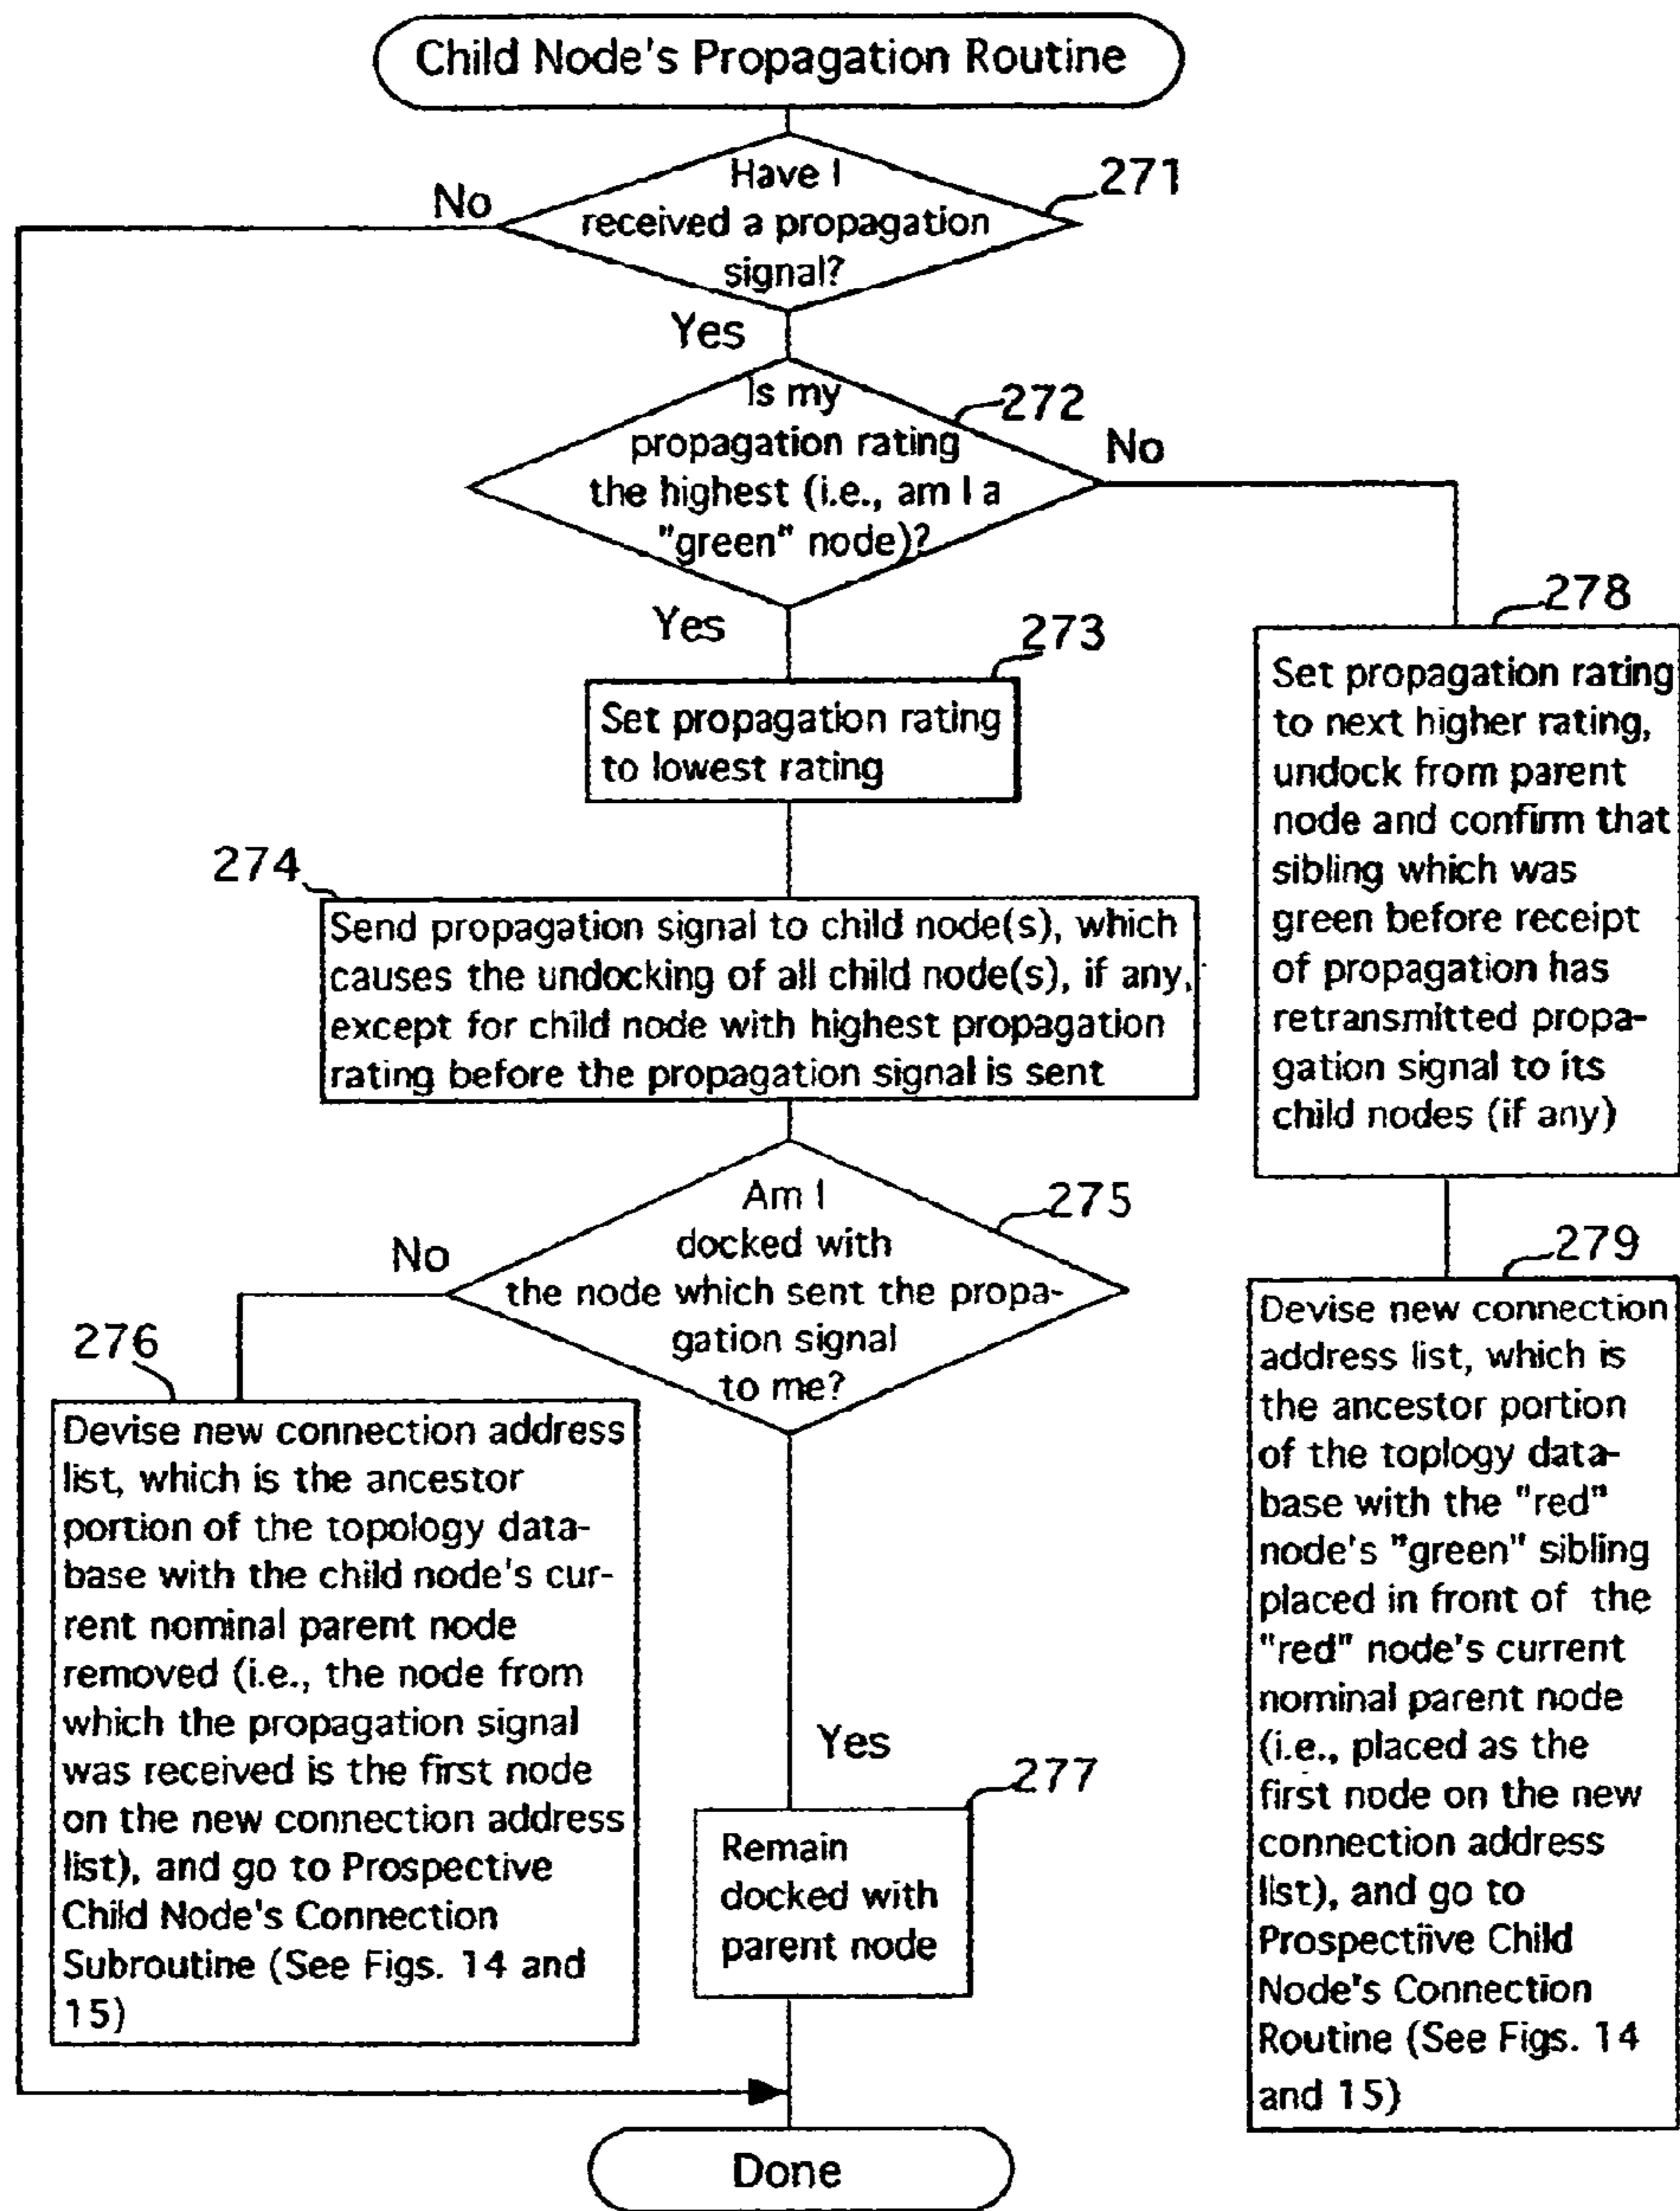 Child Node's Propagation Routine
Have I
received a propagation
signal?
271
No
Yes
Is my
propagation rating
the highest (i.e., am I a
"green" node)?
272
No
Yes
273
Set propagation rating
to lowest rating
278
Set propagation rating
to next higher rating,
undock from parent
node and confirm that
sibling which was
green before receipt
of propagation has
retransmitted propa-
gation signal to its
child nodes (if any)
274
Send propagation signal to child node(s), which
causes the undocking of all child node(s), if any,
except for child node with highest propagation
rating before the propagation signal is sent
Am I
docked with
the node which sent the propa-
gation signal
to me?
275
No
276
Devise new connection address
list, which is the ancestor
portion of the topology data-
base with the child node's cur-
rent nominal parent node
removed (i.e., the node from
which the propagation signal
was received is the first node
on the new connection address
list), and go to Prospective
Child Node's Connection
Subroutine (See Figs. 14 and
15)
Yes
277
Remain
docked with
parent node
279
Devise new connection
address list, which is
the ancestor portion
of the toplogy data-
base with the "red"
node's "green" sibling
placed in front of the
"red" node's current
nominal parent node
(i.e., placed as the
first node on the new
connection address
list), and go to
Prospectiive Child
Node's Connection
Routine (See Figs. 14
and 15)
Done